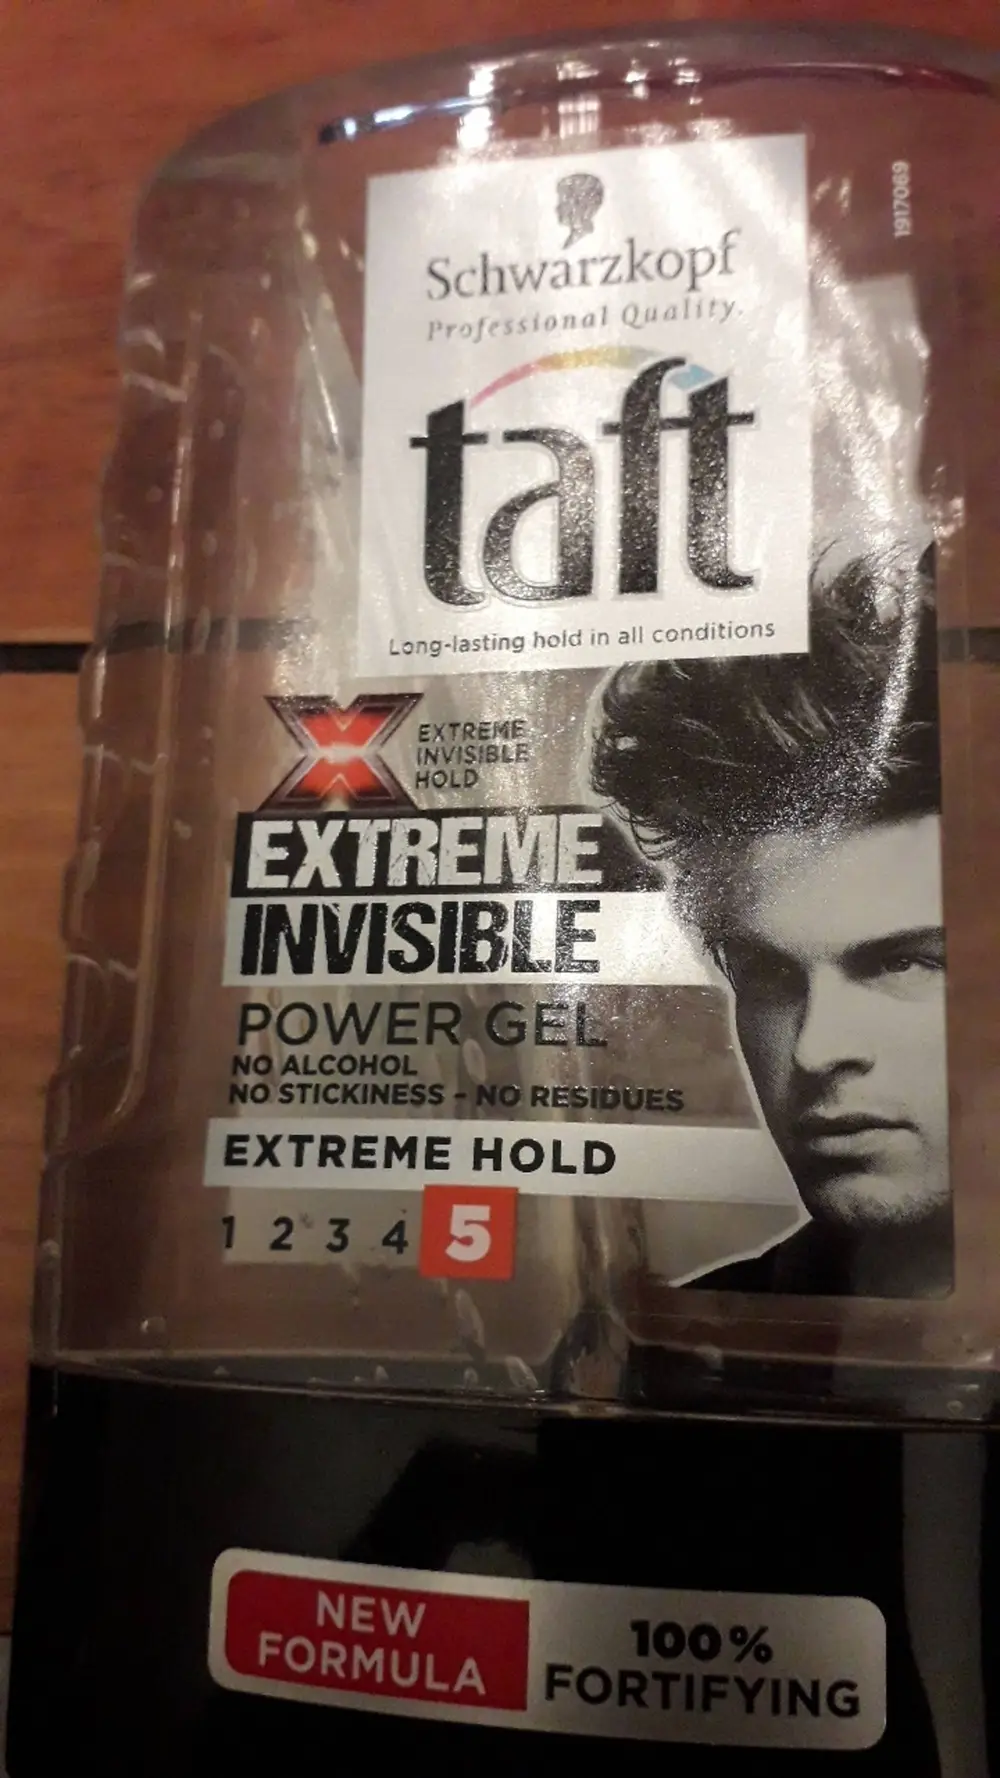 1917089
Schwarzkopf
Professional Quality.
taft
Long-lasting hold in all conditions
X EXTREME
INVISIBLE
HOLD
EXTREME
INVISIBLE
POWER GEL
NO ALCOHOL
NO STICKINESS - NO RESIDUES
EXTREME HOLD
1 2 3 4 5
NEW
FORMULA
100%
FORTIFYING